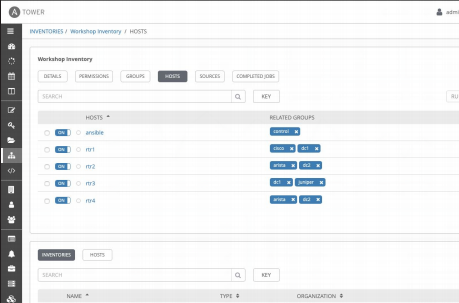 A TOWER
admi
INVENTORIES / Workshop Inventory / HOSTS
Workshop Inventory
DETAILS PERMISSIONS GROUPS HOSTS SOURCES COMPLETED JOBS
SEARCH KEY RU
HOSTS RELATED GROUPS
ON ansible control x
ON rtr1 cisco x dc1 x
ON rtr2 arista x dc2 x
ON rtr3 dc1 x juniper x
ON rtr4 arista x dc2 x
INVENTORIES HOSTS
SEARCH KEY
NAME TYPE ORGANIZATION